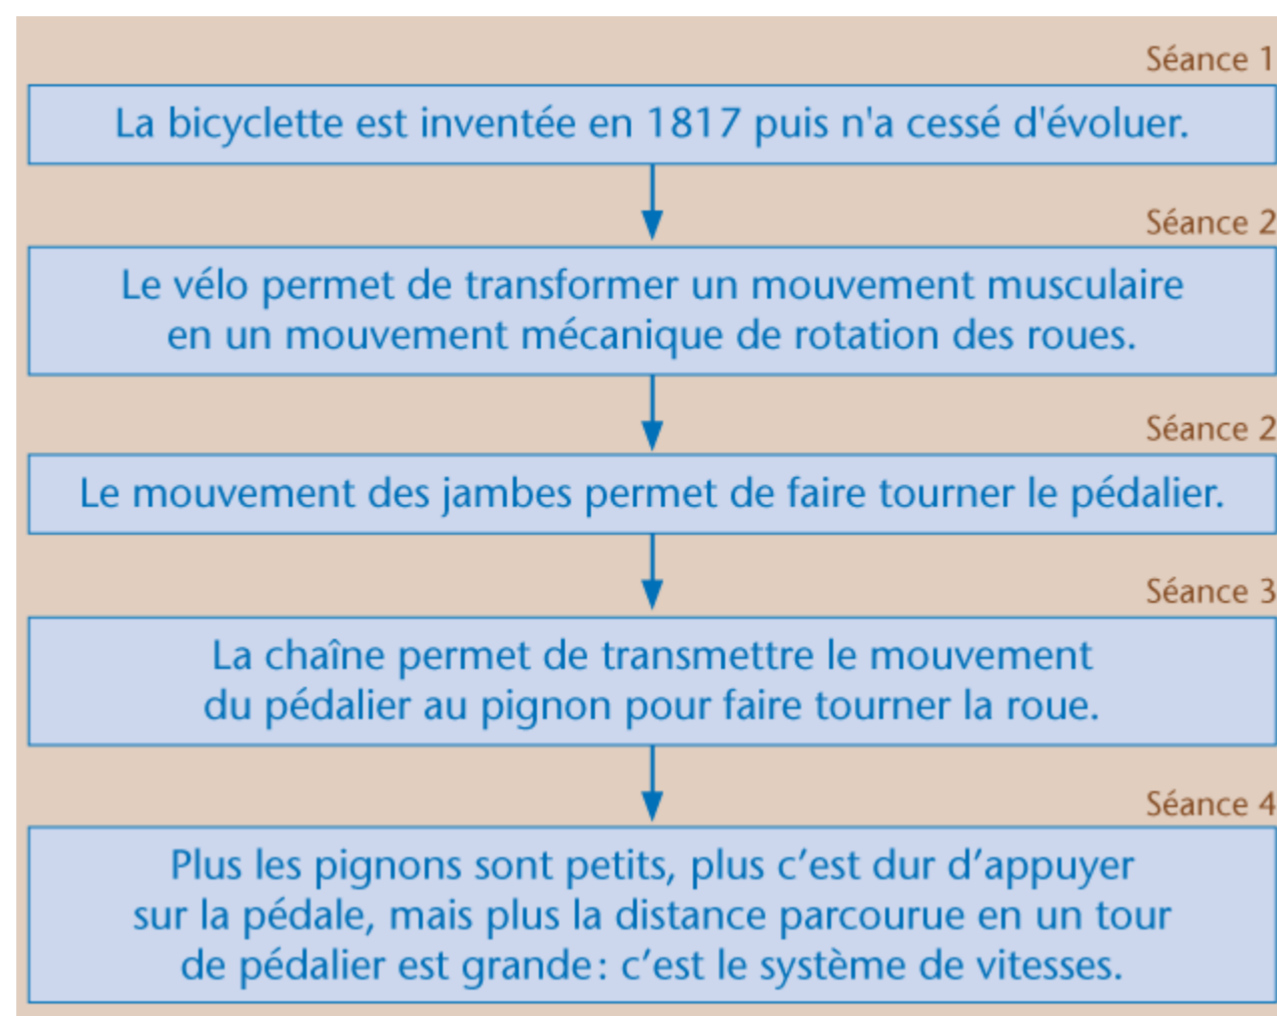 Séance 1
La bicyclette est inventée en 1817 puis n'a cessé d'évoluer.
Séance 2
Le vélo permet de transformer un mouvement musculaire
en un mouvement mécanique de rotation des roues.
Séance 2
Le mouvement des jambes permet de faire tourner le pédalier.
Séance 3
La chaîne permet de transmettre le mouvement
du pédalier au pignon pour faire tourner la roue.
Séance 4
Plus les pignons sont petits, plus c’est dur d’appuyer
sur la pédale, mais plus la distance parcourue en un tour
de pédalier est grande : c’est le système de vitesses.